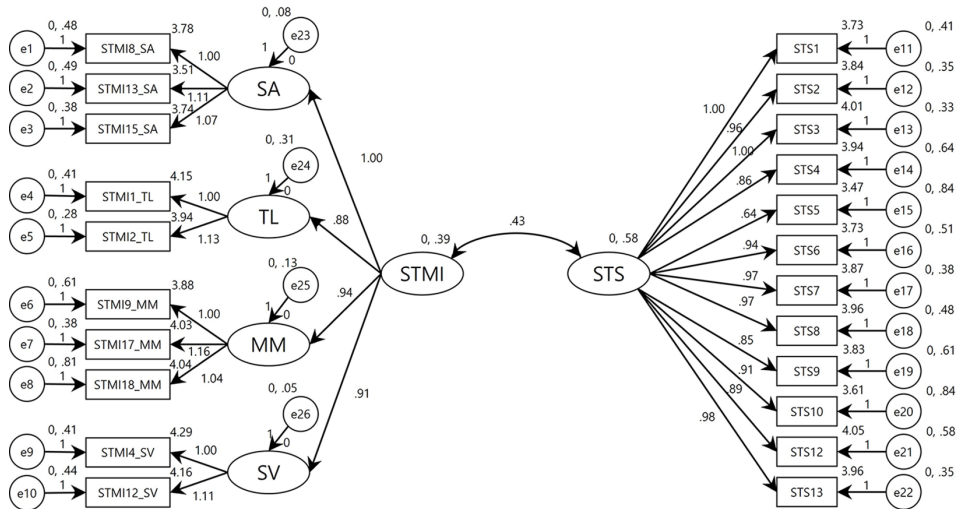 0, .48
e1
1
STMI8_SA
3.78
0, .49
e2
1
STMI13_SA
3.51
0, .38
e3
1
STMI15_SA
3.74
1.00
1.11
1.07
SA
0, .08
e23
1
0
0, .41
e4
1
STMI1_TL
4.15
0, .28
e5
1
STMI2_TL
3.94
1.00
1.13
TL
0, .31
e24
1
0
0, .61
e6
1
STMI9_MM
3.88
0, .38
e7
1
STMI17_MM
4.03
0, .81
e8
1
STMI18_MM
4.04
1.00
1.16
1.04
MM
0, .13
e25
1
0
0, .41
e9
1
STMI4_SV
4.29
0, .44
e10
1
STMI12_SV
4.16
1.00
1.11
SV
0, .05
e26
1
0
1.00
.88
.94
.91
0, .39
STMI
.43
0, .58
STS
1.00
.96
1.00
.86
.64
.94
.97
.97
.85
.91
.89
.98
3.73
STS1
1
e11
0, .41
3.84
STS2
1
e12
0, .35
4.01
STS3
1
e13
0, .33
3.94
STS4
1
e14
0, .64
3.47
STS5
1
e15
0, .84
3.73
STS6
1
e16
0, .51
3.87
STS7
1
e17
0, .38
3.96
STS8
1
e18
0, .48
3.83
STS9
1
e19
0, .61
3.61
STS10
1
e20
0, .84
4.05
STS12
1
e21
0, .58
3.96
STS13
1
e22
0, .35